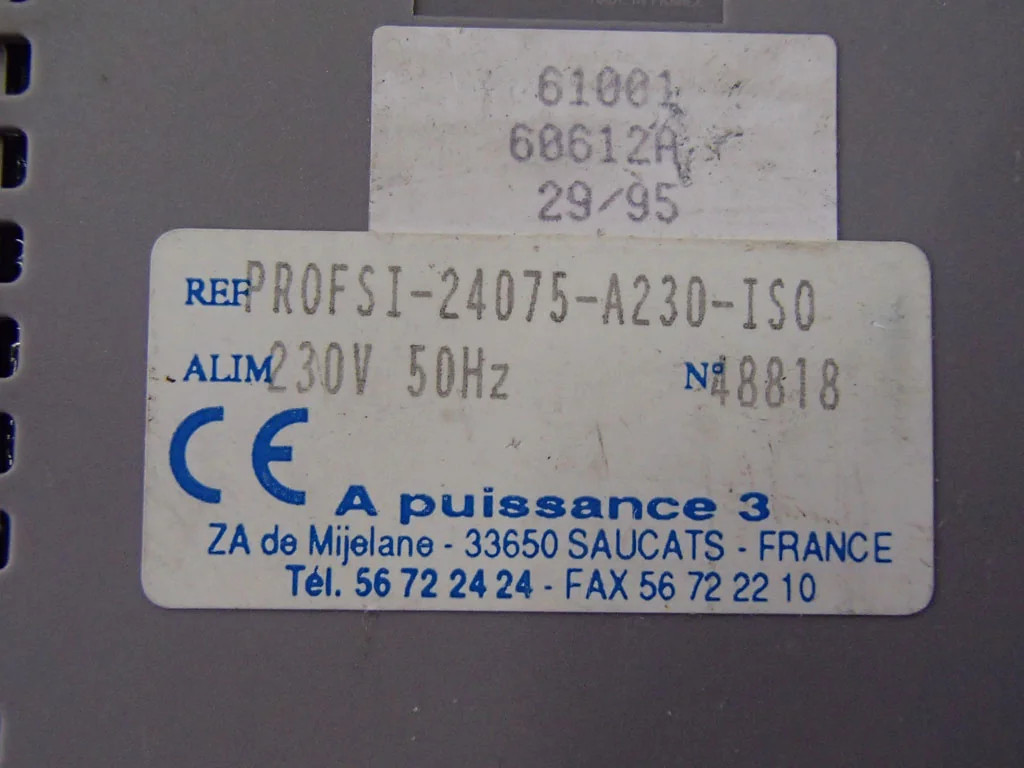 61001
60612A
29/95
REF PROFSI-24075-A230-ISO
ALIM 230V 50Hz N° 48818
CE
A puissance 3
ZA de Mijelane - 33650 SAUCATS - FRANCE
Tél. 56 72 24 24 - FAX 56 72 22 10